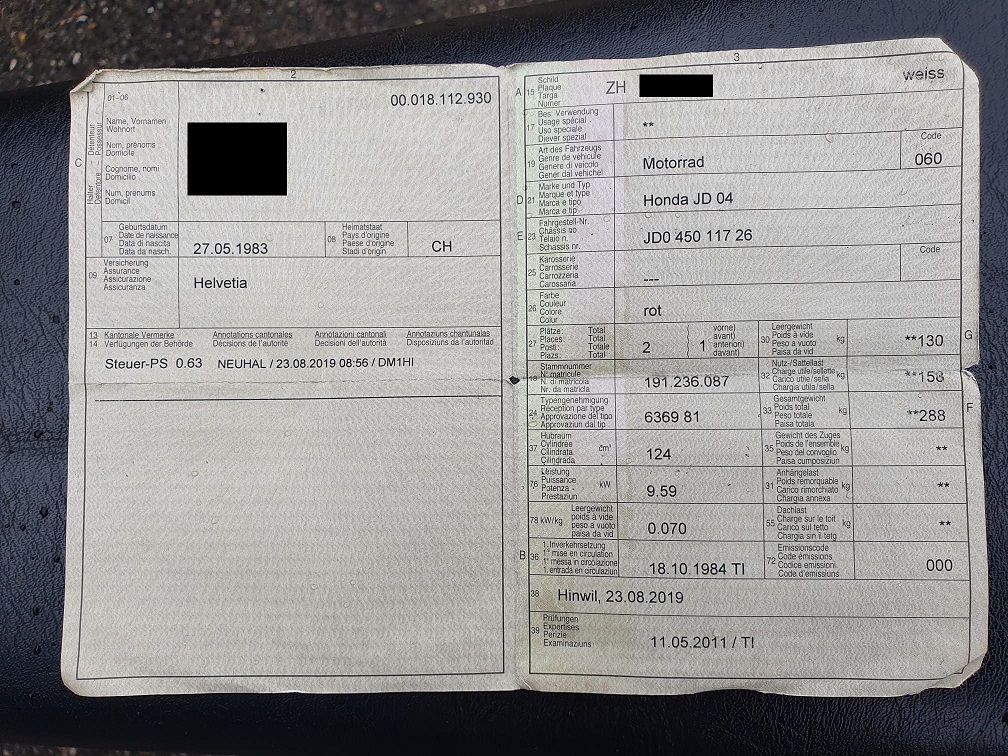 2
01-06
00.018.112.930
C
Halter
Détenteur
Detentore
Possessur
Name, Vornamen
Wohnort
Nom, prénoms
Domicile
Cognome, nomi
Domicilio
Num, prenums
Domicil
07
Geburtsdatum
Date de naissance
Data di nascita
Data da nasch.
27.05.1983
08
Heimatstaat
Pays d'origine
Paese d'origine
Stadi d'origin
CH
09
Versicherung
Assurance
Assicurazione
Assicuranza
Helvetia
13 Kantonale Vermerke Annotations cantonales Annotazioni cantonali Annotaziuns chantunalas
14 Verfügungen der Behörde Décisions de l'autorité Decisioni dell'autorità Disposiziuns da l'autoritad
Steuer-PS 0.63 NEUHAL / 23.08.2019 08:56 / DM1HI
3
A 15
Schild
Plaque
Targa
Numer
ZH
weiss
17
Bes. Verwendung
Usage spécial
Uso speciale
Diever spezial
**
19
Art des Fahrzeugs
Genre de véhicule
Genere di veicolo
Gener dal vehichel
Motorrad
Code
060
D 21
Marke und Typ
Marque et type
Marca e tipo
Marca e tip
Honda JD 04
E 23
Fahrgestell-Nr.
Châssis no
Telaio n.
Schassis nr.
JD0 450 117 26
25
Karosserie
Carrosserie
Carrozzeria
Carossaria
---
Code
26
Farbe
Couleur
Colore
Colur
rot
27
Plätze: Total
Places: Total
Posti: Totale
Plazs: Total
2
1
vorne)
avant)
anteriori)
davant)
30
Leergewicht
Poids à vide
Peso a vuoto
Paisa da vid
kg
**130
G
18
Stammnummer
N° matricule
N. di matricola
Nr. da matricla
191.236.087
32
Nutz-/Sattellast
Charge utile/sellette
Carico utile/sella
Chargia utila/sella
kg
**158
24
Typengenehmigung
Réception par type
Approvazione del tipo
Approvaziun dal tip
6369 81
33
Gesamtgewicht
Poids total
Peso totale
Paisa totala
kg
**288
F
37
Hubraum
Cylindrée
Cilindrata
Cilindrada
cm³
124
35
Gewicht des Zuges
Poids de l'ensemble
Peso del convoglio
Paisa cumposiziun
kg
**
76
Leistung
Puissance
Potenza
Prestaziun
kW
9.59
31
Anhängelast
Poids remorquable
Carico rimorchiato
Chargia annexa
kg
**
78 kW/kg
Leergewicht
poids à vide
peso a vuoto
paisa da vid
0.070
55
Dachlast
Charge sur le toit
Carico sul tetto
Chargia sin il tetg
kg
**
B 36
1. Inverkehrsetzung
1re mise en circulation
1a messa in circolazione
1. entrada en circulaziun
18.10.1984 TI
72
Emissionscode
Code émissions
Codice emissioni
Code d'emissiuns
000
38
Hinwil, 23.08.2019
39
Prüfungen
Expertises
Perizie
Examinaziuns
11.05.2011 / TI